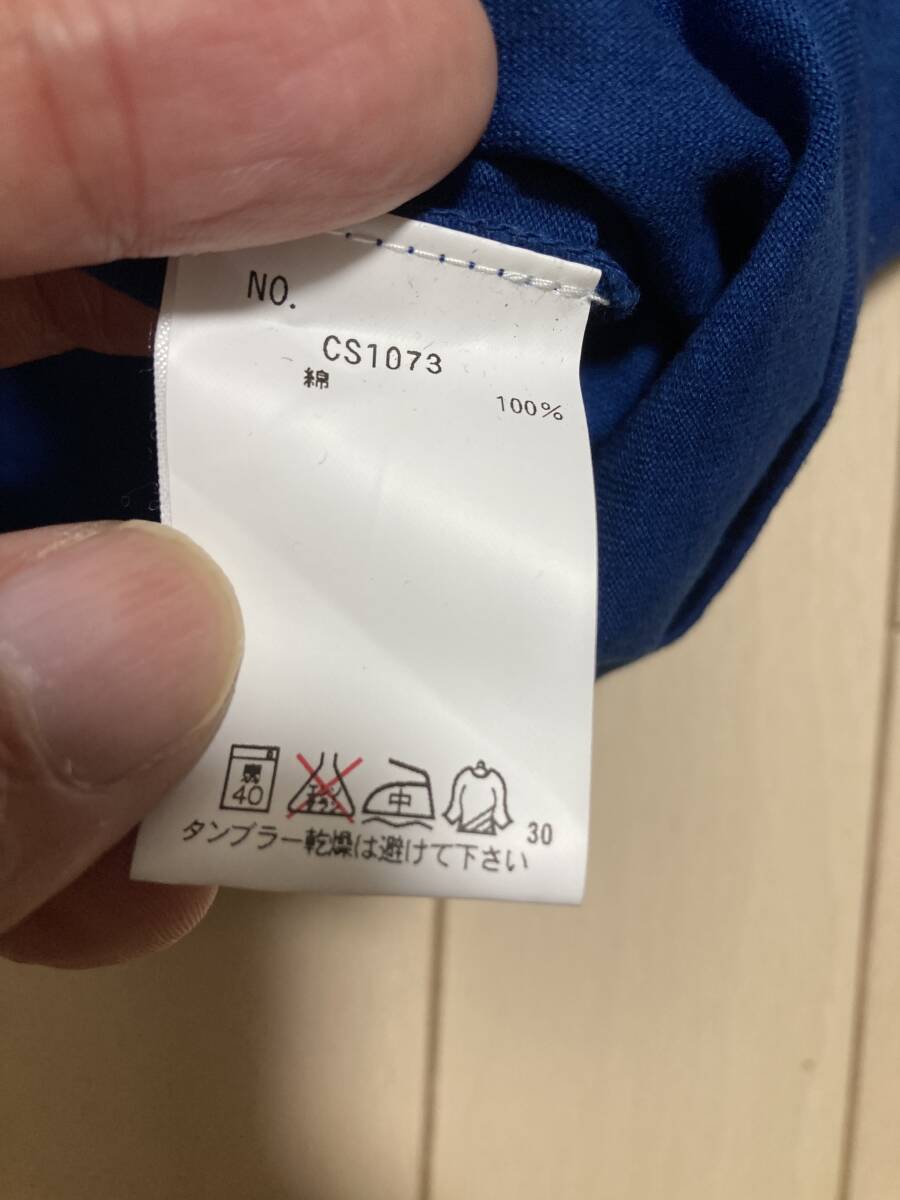 NO.
CS1073
綿 100%
40
中
30
タンブラー乾燥は避けて下さい